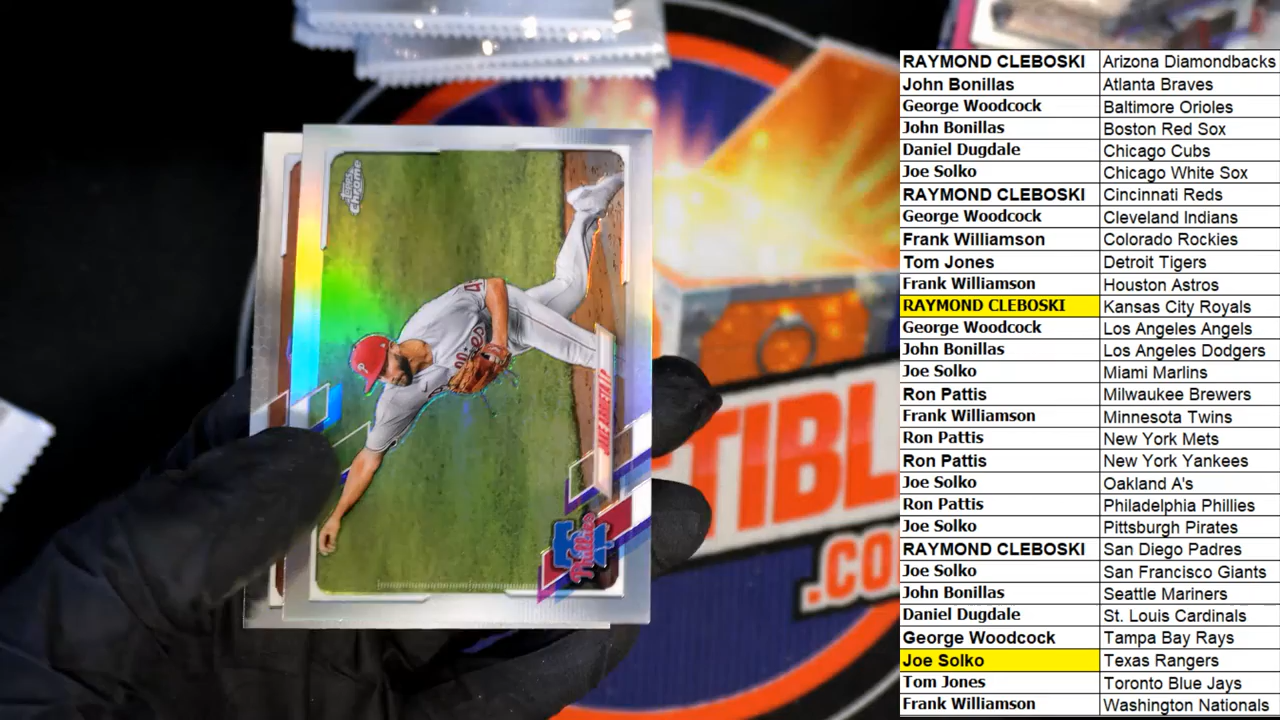 Topps
Chrome
Phillies
JAKE ARRIETA
Phillies
TIBL
.CO
RAYMOND CLEBOSKI Arizona Diamondbacks
John Bonillas Atlanta Braves
George Woodcock Baltimore Orioles
John Bonillas Boston Red Sox
Daniel Dugdale Chicago Cubs
Joe Solko Chicago White Sox
RAYMOND CLEBOSKI Cincinnati Reds
George Woodcock Cleveland Indians
Frank Williamson Colorado Rockies
Tom Jones Detroit Tigers
Frank Williamson Houston Astros
RAYMOND CLEBOSKI Kansas City Royals
George Woodcock Los Angeles Angels
John Bonillas Los Angeles Dodgers
Joe Solko Miami Marlins
Ron Pattis Milwaukee Brewers
Frank Williamson Minnesota Twins
Ron Pattis New York Mets
Ron Pattis New York Yankees
Joe Solko Oakland A's
Ron Pattis Philadelphia Phillies
Joe Solko Pittsburgh Pirates
RAYMOND CLEBOSKI San Diego Padres
Joe Solko San Francisco Giants
John Bonillas Seattle Mariners
Daniel Dugdale St. Louis Cardinals
George Woodcock Tampa Bay Rays
Joe Solko Texas Rangers
Tom Jones Toronto Blue Jays
Frank Williamson Washington Nationals